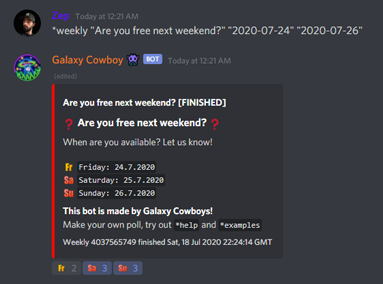 Zep Today at 12:21 AM
*weekly "Are you free next weekend?" "2020-07-24" "2020-07-26"
Galaxy Cowboy BOT Today at 12:21 AM
(edited)
Are you free next weekend? [FINISHED]
❓ Are you free next weekend? ❓
When are you available? Let us know!
Fr Friday: 24.7.2020
Sa Saturday: 25.7.2020
Su Sunday: 26.7.2020
This bot is made by Galaxy Cowboys!
Make your own poll, try out *help and *examples
Weekly 4037565749 finished Sat, 18 Jul 2020 22:24:14 GMT
Fr 2 Sa 3 Su 3